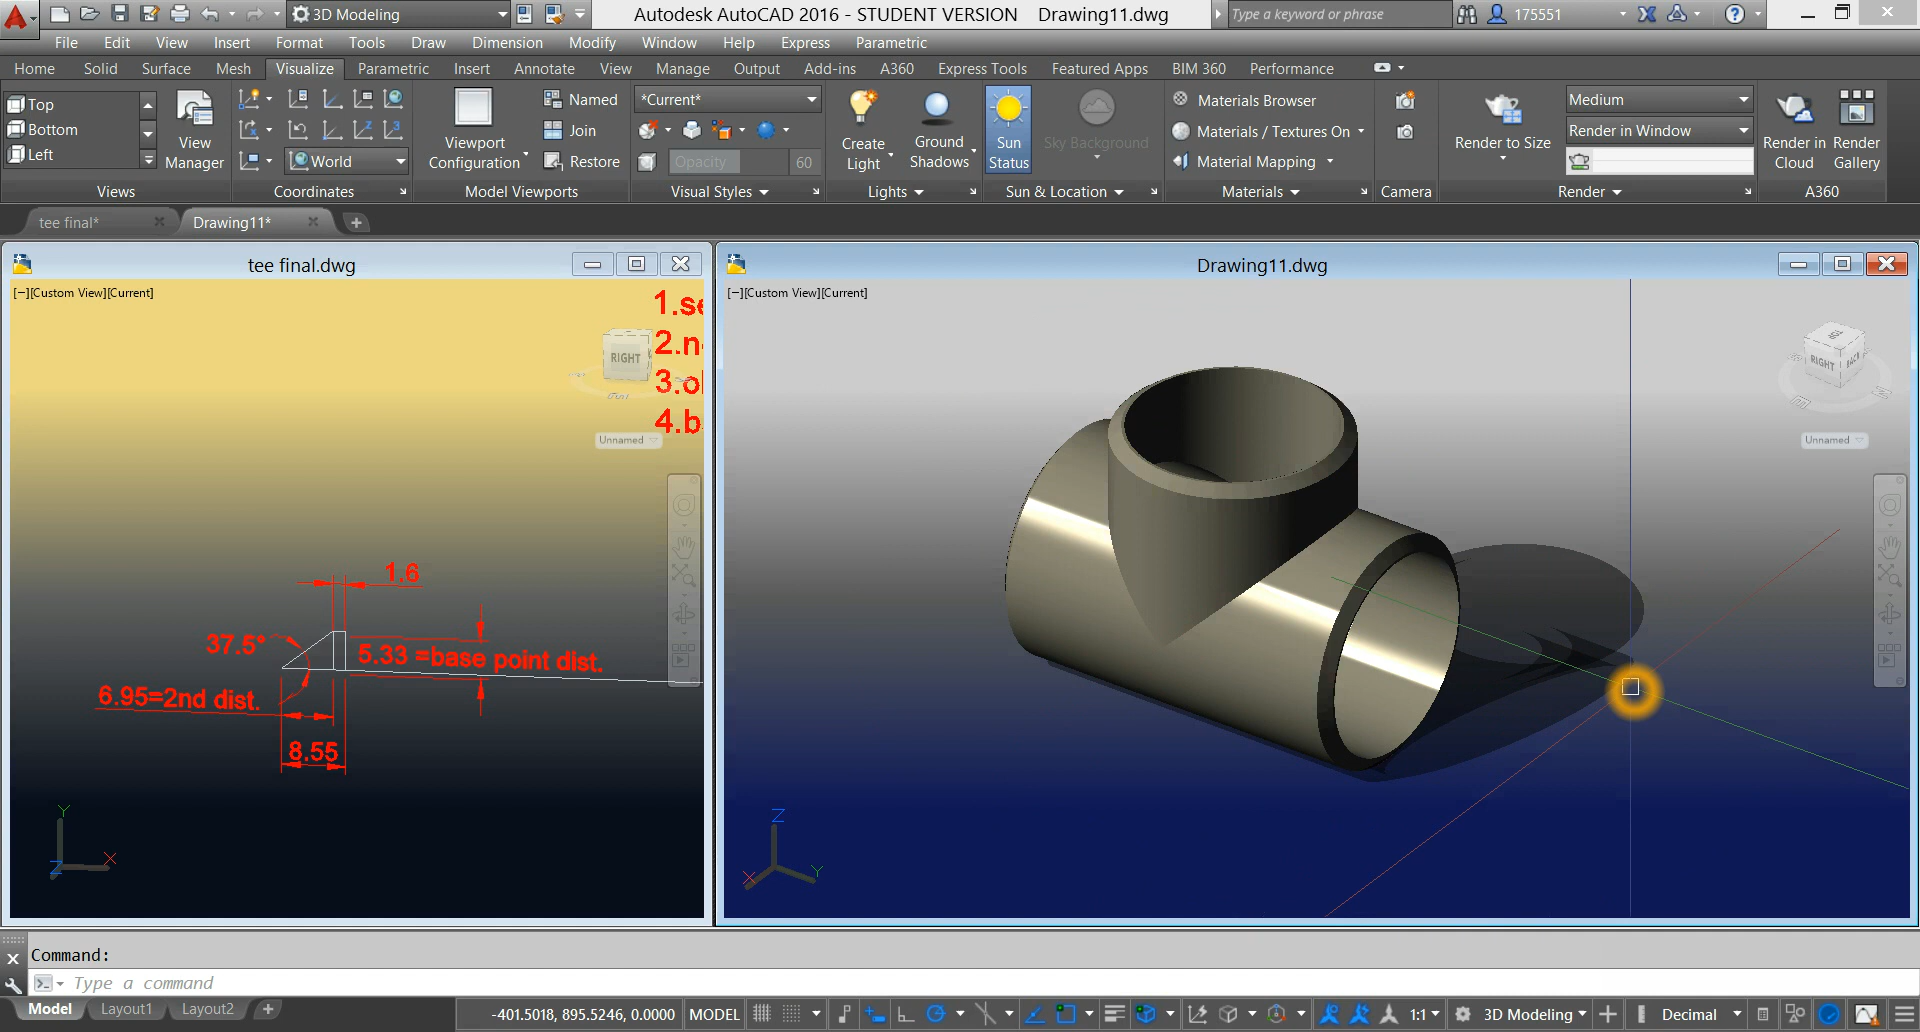 3D Modeling
Autodesk AutoCAD 2016 - STUDENT VERSION Drawing11.dwg
Type a keyword or phrase
175551
File Edit View Insert Format Tools Draw Dimension Modify Window Help Express Parametric
Home Solid Surface Mesh Visualize Parametric Insert Annotate View Manage Output Add-ins A360 Express Tools Featured Apps BIM 360 Performance
Top
Bottom
Left
View
Manager
Views
World
Coordinates
Viewport
Configuration
Named
Join
Restore
Model Viewports
*Current*
Opacity 60
Visual Styles
Create
Light
Ground
Shadows
Lights
Sun
Status
Sky Background
Sun & Location
Materials Browser
Materials / Textures On
Material Mapping
Materials
Camera
Render to Size
Medium
Render in Window
Render
Render in
Cloud
Render
Gallery
A360
tee final*
Drawing11*
tee final.dwg
[−][Custom View][Current]
1.se
2.n
3.o
4.b
RIGHT
Unnamed
1.6
37.5°
5.33 =base point dist.
6.95=2nd dist.
8.55
Y
Z
X
Drawing11.dwg
[−][Custom View][Current]
RIGHT
BACK
Unnamed
Z
X
Y
Command:
Type a command
Model Layout1 Layout2
-401.5018, 895.5246, 0.0000
MODEL
1:1
3D Modeling
Decimal